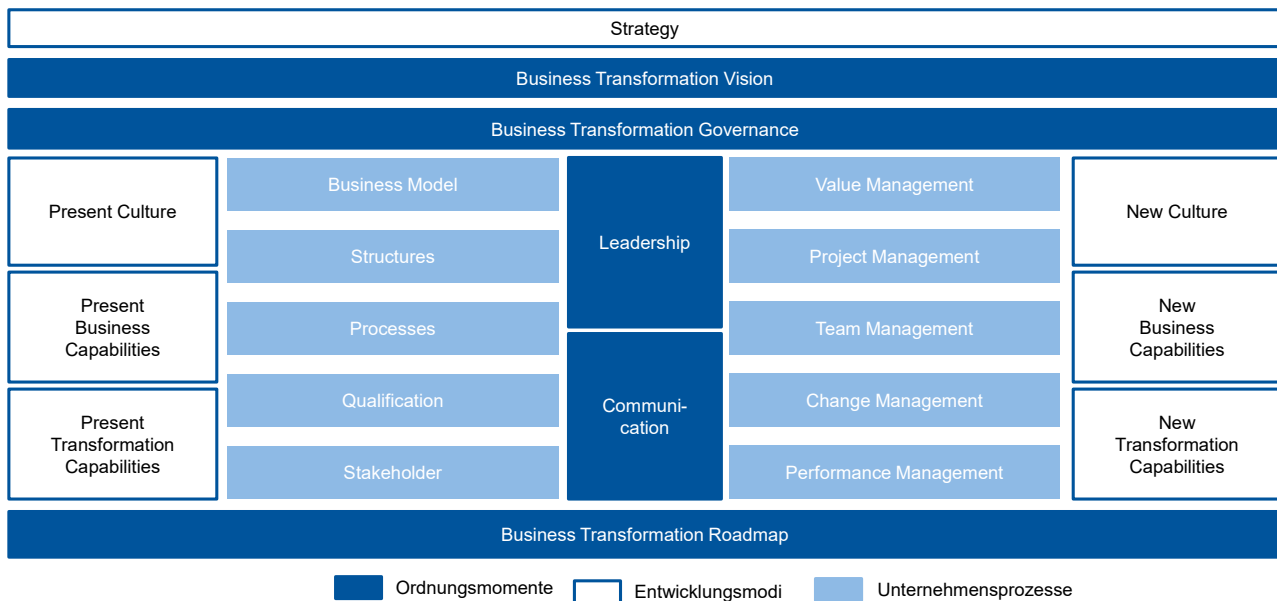 Strategy
Business Transformation Vision
Business Transformation Governance
Present Culture
Present
Business
Capabilities
Present
Transformation
Capabilities
Business Model
Structures
Processes
Qualification
Stakeholder
Leadership
Communi-
cation
Value Management
Project Management
Team Management
Change Management
Performance Management
New Culture
New
Business
Capabilities
New
Transformation
Capabilities
Business Transformation Roadmap
Ordnungsmomente
Entwicklungsmodi
Unternehmensprozesse